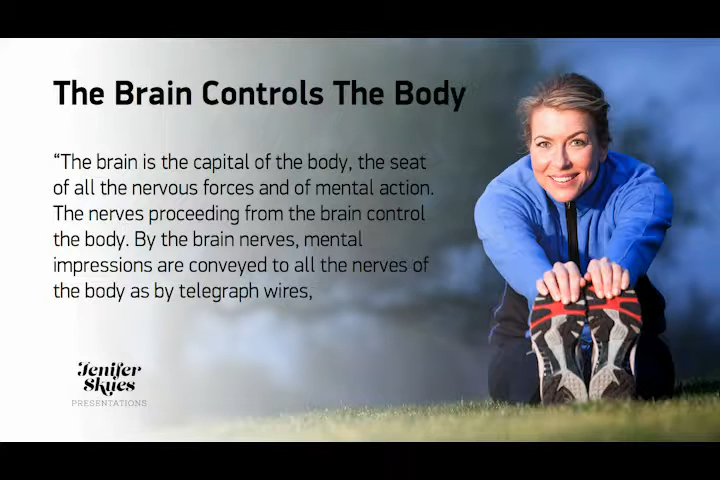 The Brain Controls The Body
“The brain is the capital of the body, the seat
of all the nervous forces and of mental action.
The nerves proceeding from the brain control
the body. By the brain nerves, mental
impressions are conveyed to all the nerves of
the body as by telegraph wires,
Jenifer
Skyies
PRESENTATIONS